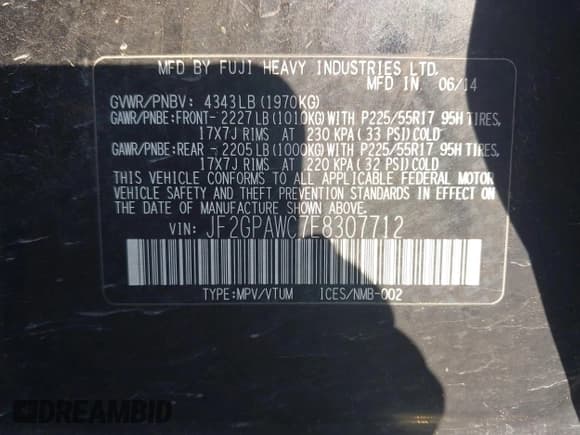 MFD BY FUJI HEAVY INDUSTRIES LTD.
MFD IN 06/14
GVWR/PNBV: 4343LB(1970KG)
GAWR/PNBE:FRONT- 2227LB(1010KG)WITH P225/55R17 95H TIRES,
17X7J RIMS AT 230 KPA (33 PSI)COLD
GAWR/PNBE:REAR - 2205LB(1000KG)WITH P225/55R17 95H TIRES,
17X7J RIMS AT 220 KPA (32 PSI)COLD
THIS VEHICLE CONFORMS TO ALL APPLICABLE FEDERAL MOTOR
VEHICLE SAFETY AND THEFT PREVENTION STANDARDS IN EFFECT ON
THE DATE OF MANUFACTURE SHOWN ABOVE.
VIN: JF2GPAWC7E8307712
TYPE:MPV/VTUM ICES/NMB-002
DREAMBID